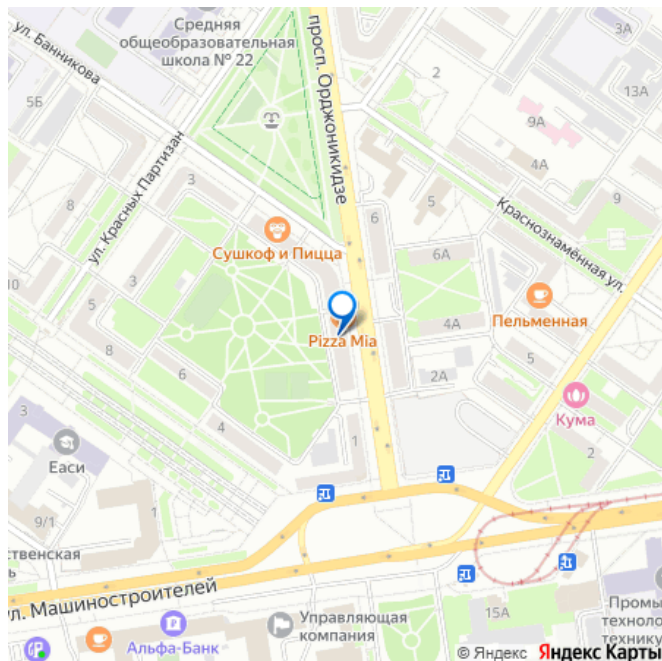 Средняя
общеобразовательная
школа № 22
ул. Банникова
просп. Орджоникидзе
2
13А
5Б
9А
4А
ул. Красных Партизан
3
8
5
9
6
Краснознамённая ул.
1
Сушкоф и Пицца
6А
3
10
5
Пельменная
4А
Pizza Mia
8
6
2А
Кума
3
4
1
2
Еаси
9/1
1
ственская
ь
ул. Машиностроителей
15А
Промы
техноло
технику
Управляющая
компания
Альфа-Банк
© Яндекс Яндекс Карты